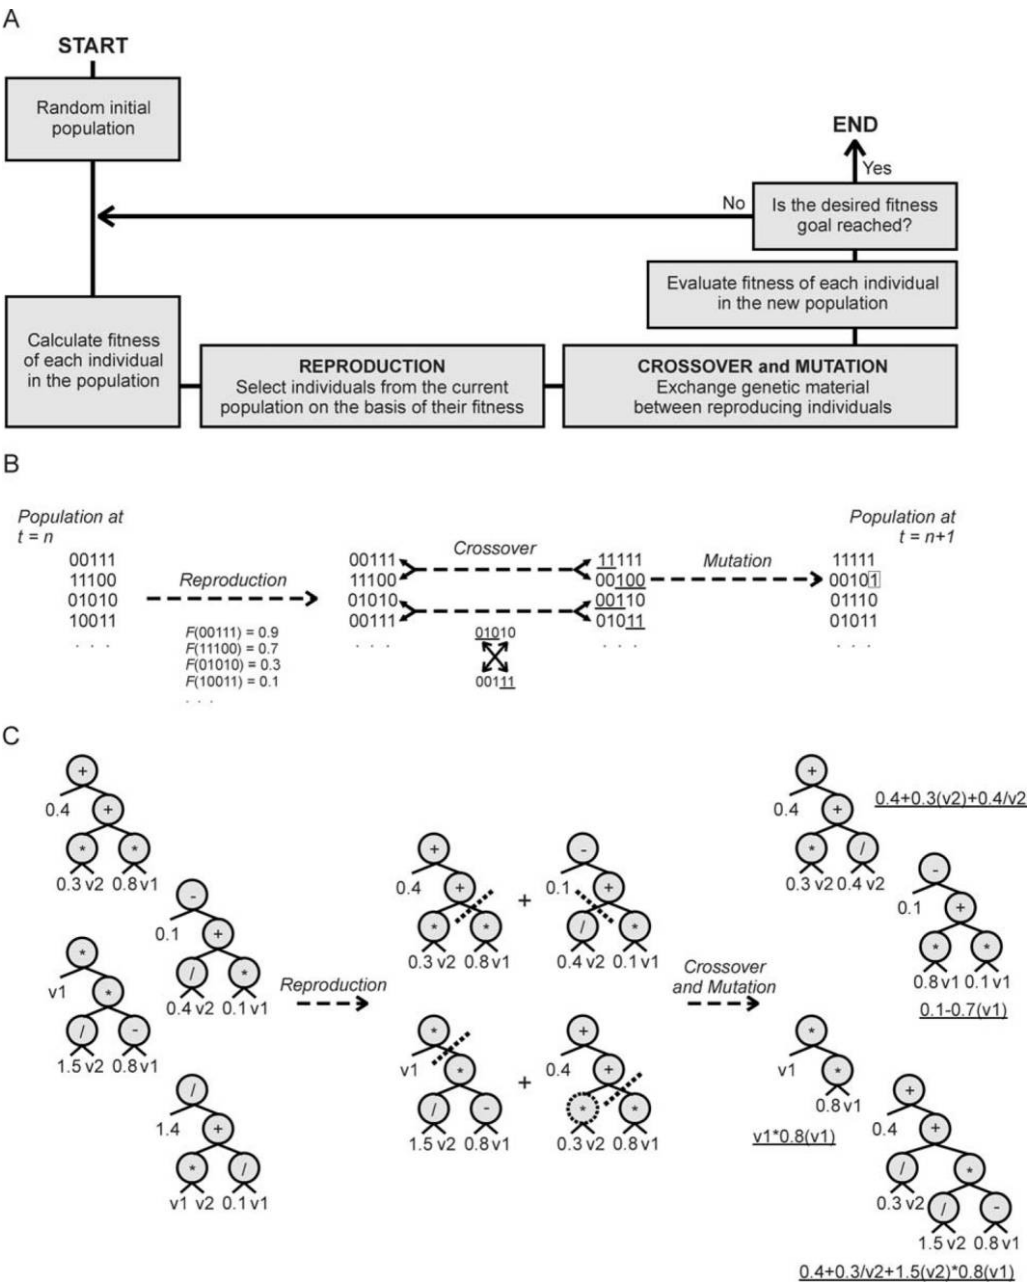 A
START
Random initial
population
END
Yes
No
Is the desired fitness
goal reached?
Evaluate fitness of each individual
in the new population
Calculate fitness
of each individual
in the population
REPRODUCTION
Select individuals from the current
population on the basis of their fitness
CROSSOVER and MUTATION
Exchange genetic material
between reproducing individuals
B
Population at
t = n
00111
11100
01010
10011
. . .
Reproduction
F(00111) = 0.9
F(11100) = 0.7
F(01010) = 0.3
F(10011) = 0.1
. . .
00111
11100
01010
00111
. . .
Crossover
01010
00111
11111
00100
00110
01011
. . .
Mutation
Population at
t = n+1
11111
00101
01110
01011
. . .
C
+
0.4
+
* *
0.3 v2 0.8 v1
-
0.1
+
/ *
0.4 v2 0.1 v1
*
v1
*
/ -
1.5 v2 0.8 v1
/
1.4
+
* /
v1 v2 0.1 v1
Reproduction
+
0.4
+
* *
0.3 v2 0.8 v1
+
-
0.1
+
/ *
0.4 v2 0.1 v1
*
v1
*
/ -
1.5 v2 0.8 v1
+
+
0.4
+
* *
0.3 v2 0.8 v1
Crossover
and Mutation
+
0.4
+
* /
0.3 v2 0.4 v2
0.4+0.3(v2)+0.4/v2
-
0.1
+
* *
0.8 v1 0.1 v1
0.1-0.7(v1)
*
v1
*
0.8 v1
v1*0.8(v1)
+
0.4
+
/ *
0.3 v2
/ -
1.5 v2 0.8 v1
0.4+0.3/v2+1.5(v2)*0.8(v1)